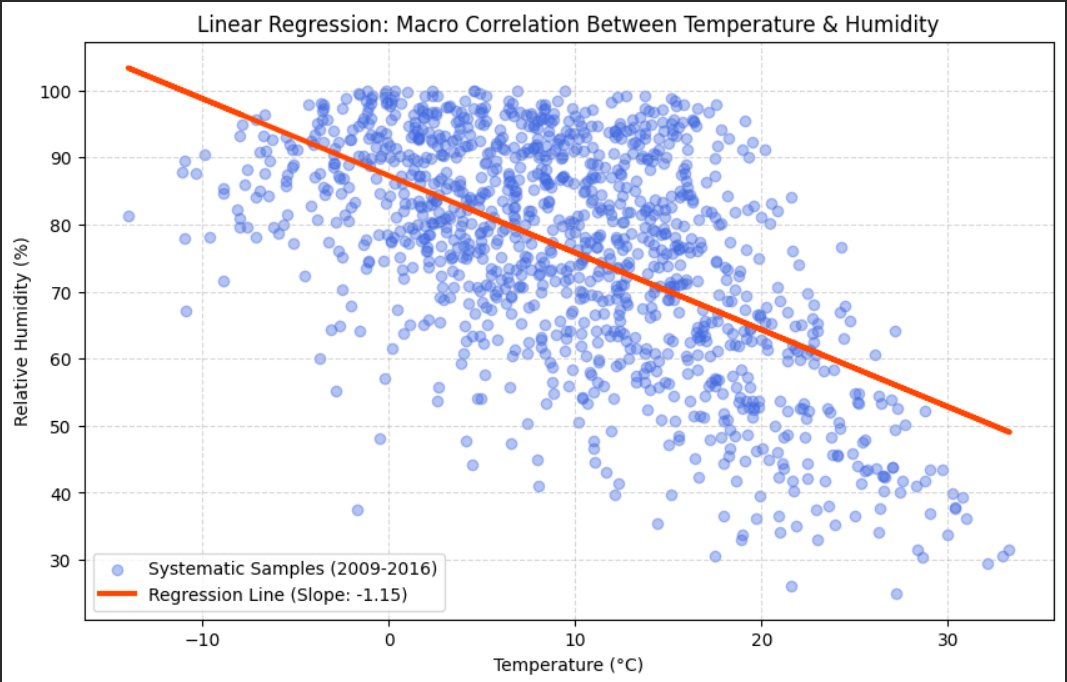 Linear Regression: Macro Correlation Between Temperature & Humidity
Relative Humidity (%)
100
90
80
70
60
50
40
30
Systematic Samples (2009-2016)
Regression Line (Slope: -1.15)
−10
0
10
20
30
Temperature (°C)